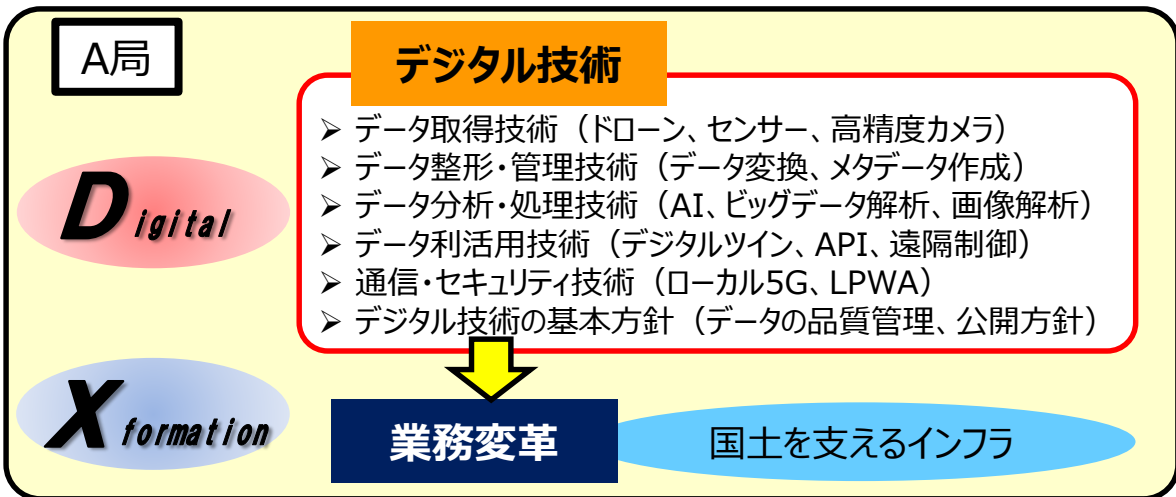 A局
デジタル技術
➢ データ取得技術（ドローン、センサー、高精度カメラ）
➢ データ整形・管理技術（データ変換、メタデータ作成）
➢ データ分析・処理技術（AI、ビッグデータ解析、画像解析）
➢ データ利活用技術（デジタルツイン、API、遠隔制御）
➢ 通信・セキュリティ技術（ローカル5G、LPWA）
➢ デジタル技術の基本方針（データの品質管理、公開方針）
Digital
Xformation
業務変革
国土を支えるインフラ